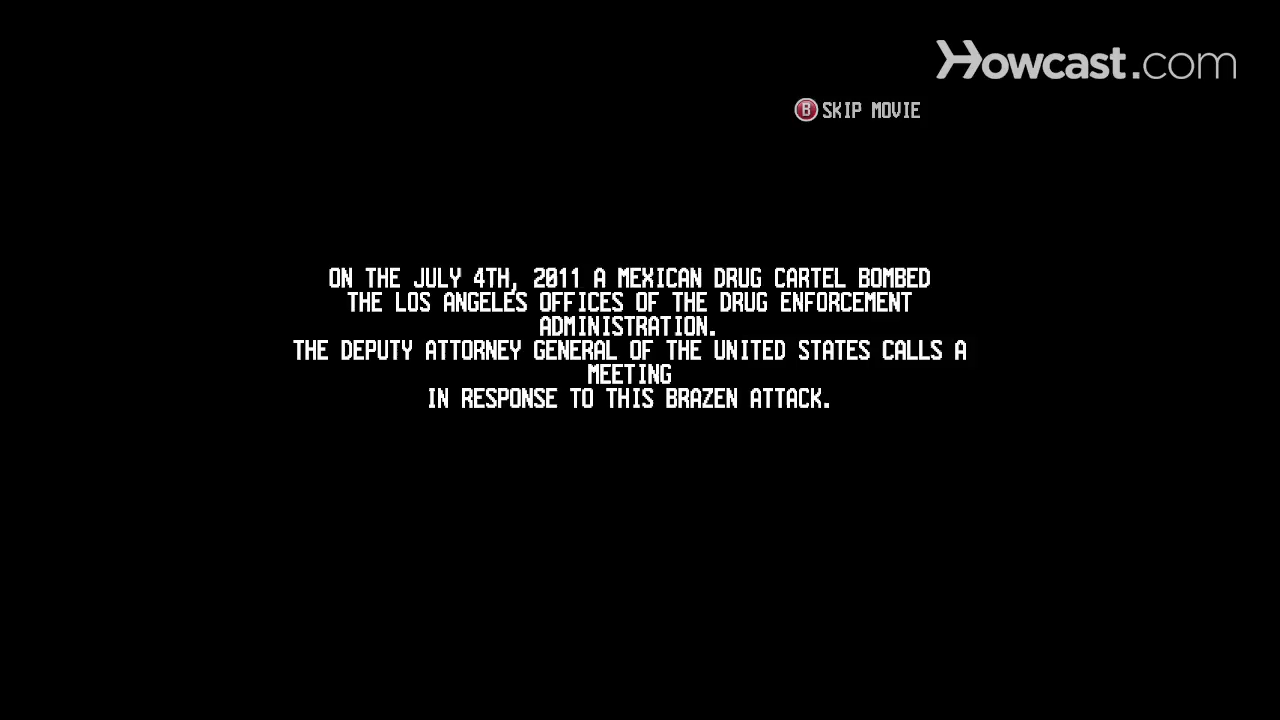 Howcast.com
B SKIP MOVIE
ON THE JULY 4TH, 2011 A MEXICAN DRUG CARTEL BOMBED
THE LOS ANGELES OFFICES OF THE DRUG ENFORCEMENT
ADMINISTRATION.
THE DEPUTY ATTORNEY GENERAL OF THE UNITED STATES CALLS A
MEETING
IN RESPONSE TO THIS BRAZEN ATTACK.